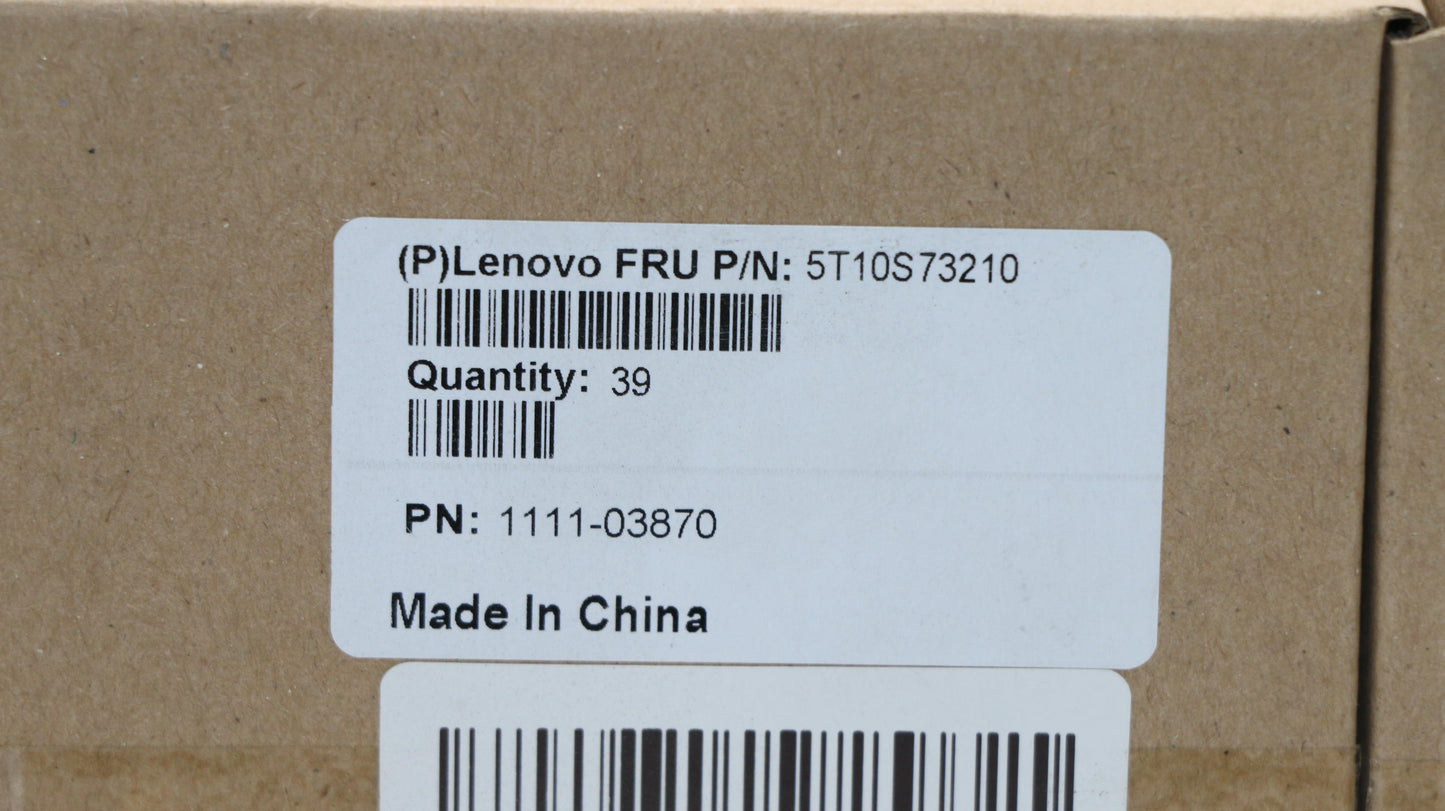 (P)Lenovo FRU P/N: 5T10S73210
Quantity: 39
PN: 1111-03870
Made In China